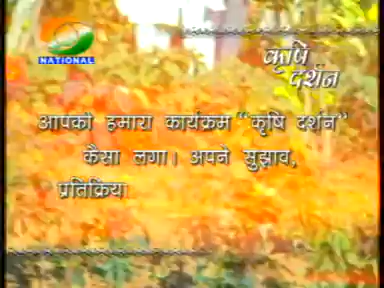 NATIONAL
कृषि
दर्शन
आपको हमारा कार्यक्रम "कृषि दर्शन"
कैसा लगा। अपने सुझाव,
प्रतिक्रिया